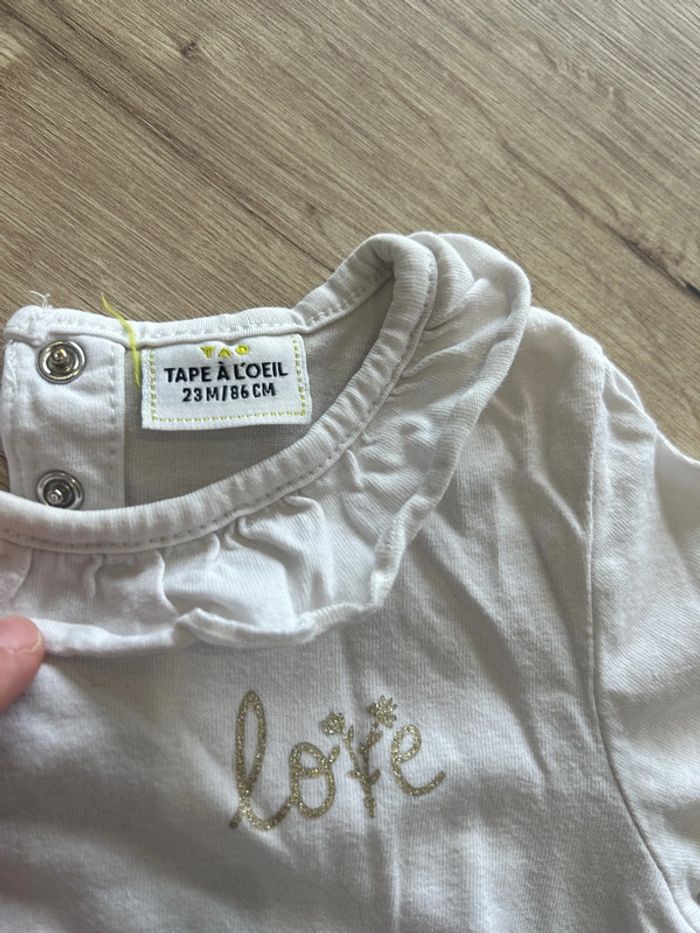 TAO
TAPE À L'OEIL
23 M/86 CM
love